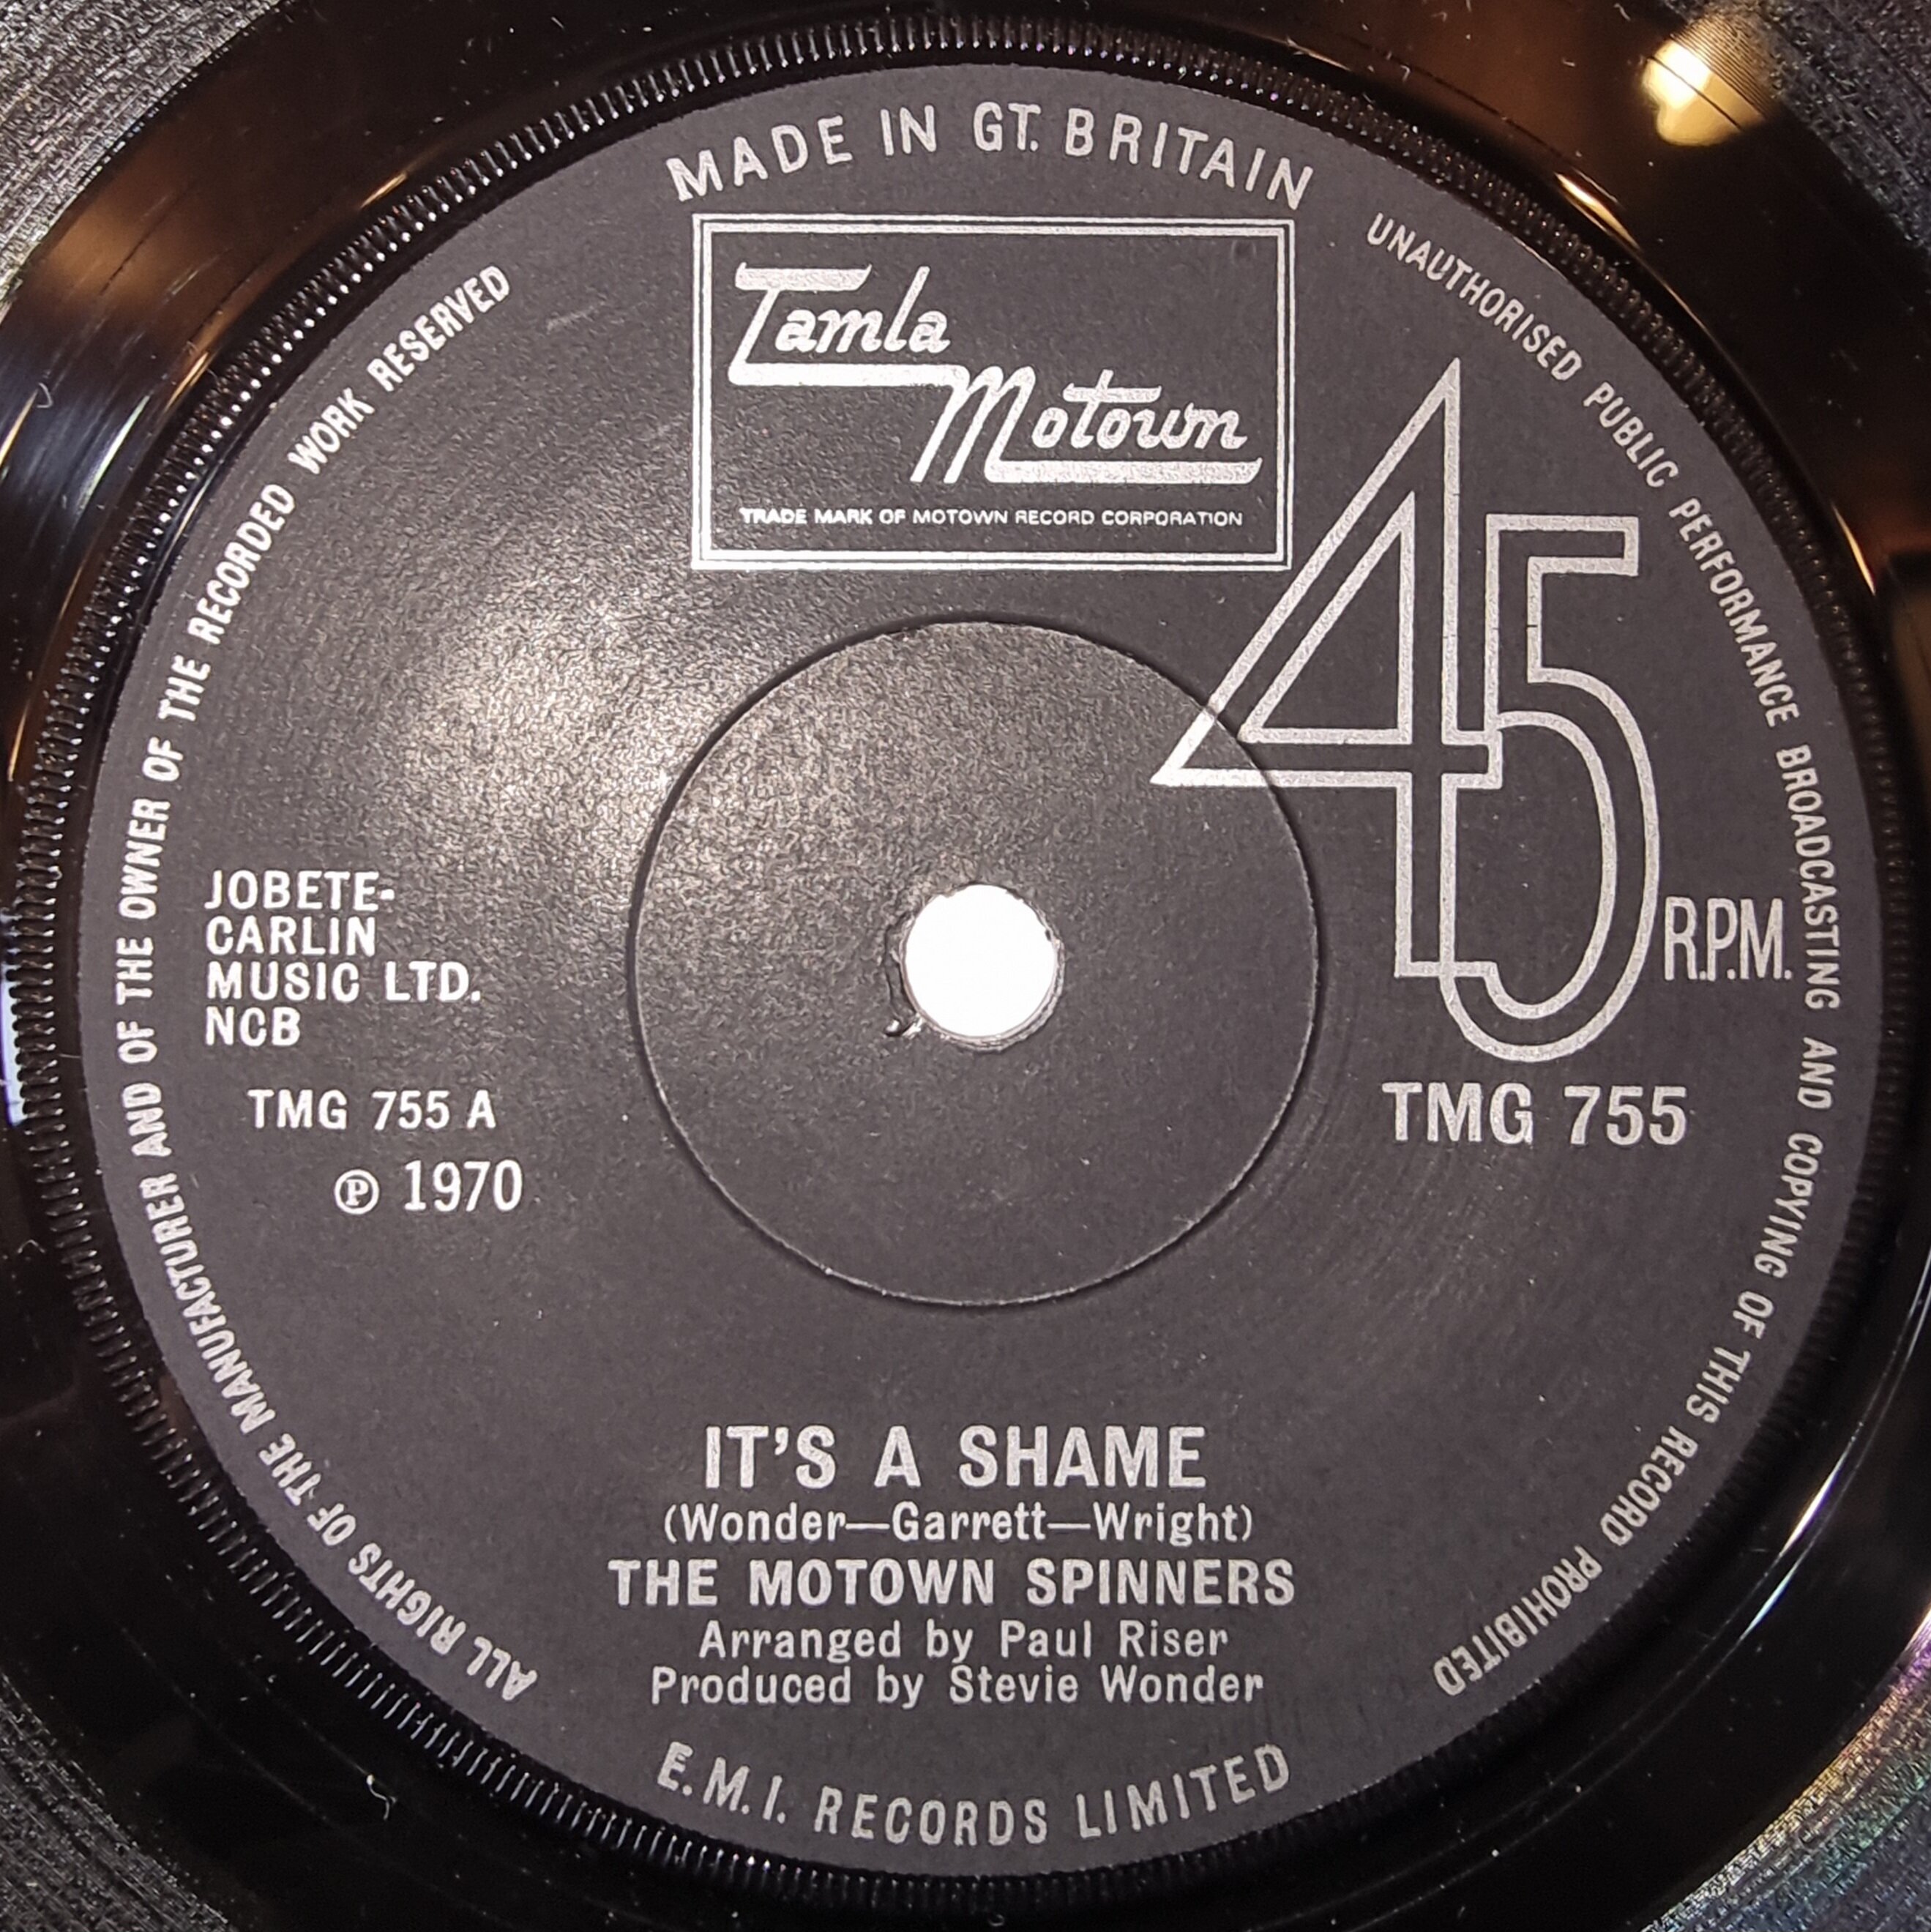 MADE IN GT. BRITAIN
Tamla
Motown
TRADE MARK OF MOTOWN RECORD CORPORATION
45
R.P.M.
JOBETE-
CARLIN
MUSIC LTD.
NCB
TMG 755 A
℗ 1970
TMG 755
IT'S A SHAME
(Wonder—Garrett—Wright)
THE MOTOWN SPINNERS
Arranged by Paul Riser
Produced by Stevie Wonder
E.M.I. RECORDS LIMITED
ALL RIGHTS OF THE MANUFACTURER AND OF THE OWNER OF THE RECORDED WORK RESERVED
UNAUTHORISED PUBLIC PERFORMANCE BROADCASTING AND COPYING OF THIS RECORD PROHIBITED